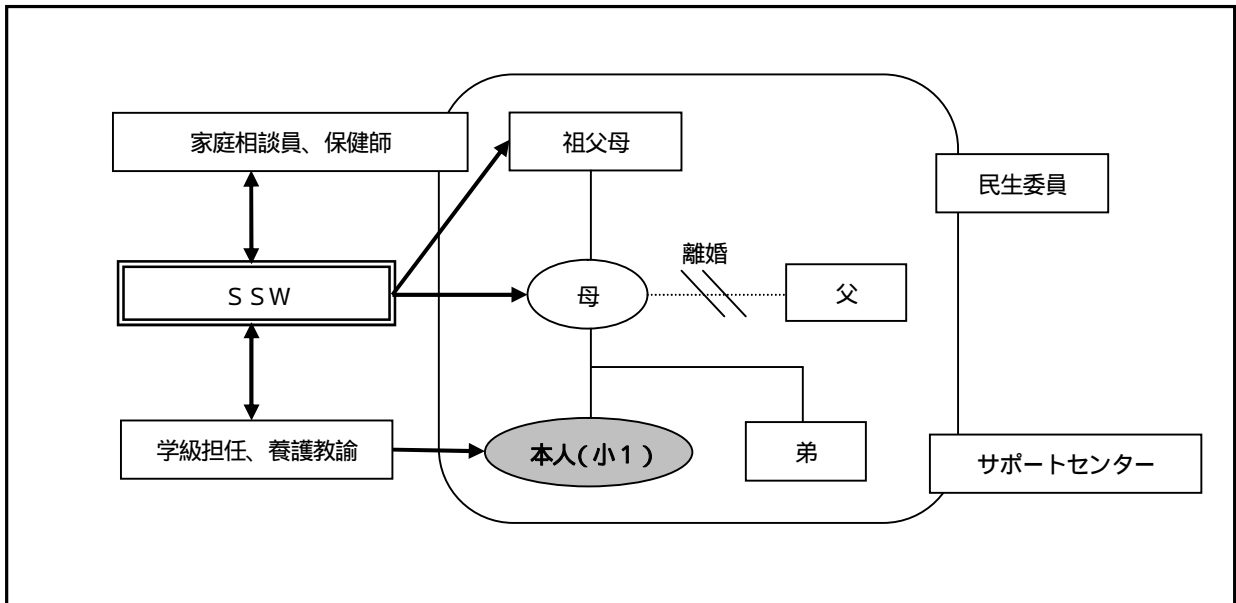 家庭相談員、保健師
祖父母
民生委員
離婚
ＳＳＷ
母
父
学級担任、養護教諭
本人(小１)
弟
サポートセンター